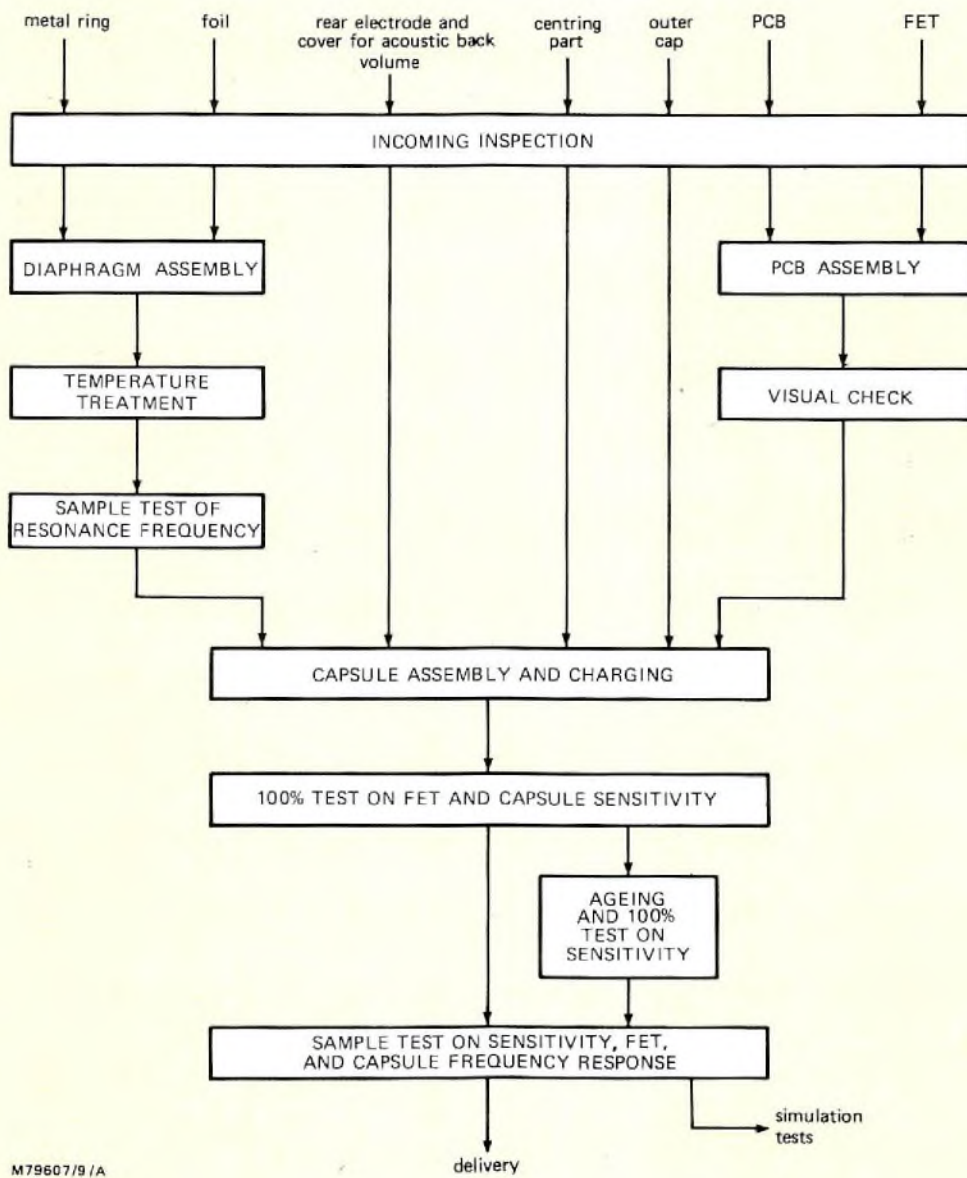 metal ring
foil
rear electrode and
cover for acoustic back
volume
centring
part
outer
cap
PCB
FET
INCOMING INSPECTION
DIAPHRAGM ASSEMBLY
PCB ASSEMBLY
TEMPERATURE
TREATMENT
VISUAL CHECK
SAMPLE TEST OF
RESONANCE FREQUENCY
CAPSULE ASSEMBLY AND CHARGING
100% TEST ON FET AND CAPSULE SENSITIVITY
AGEING
AND 100%
TEST ON
SENSITIVITY
SAMPLE TEST ON SENSITIVITY, FET,
AND CAPSULE FREQUENCY RESPONSE
simulation
tests
delivery
M79607/9/A